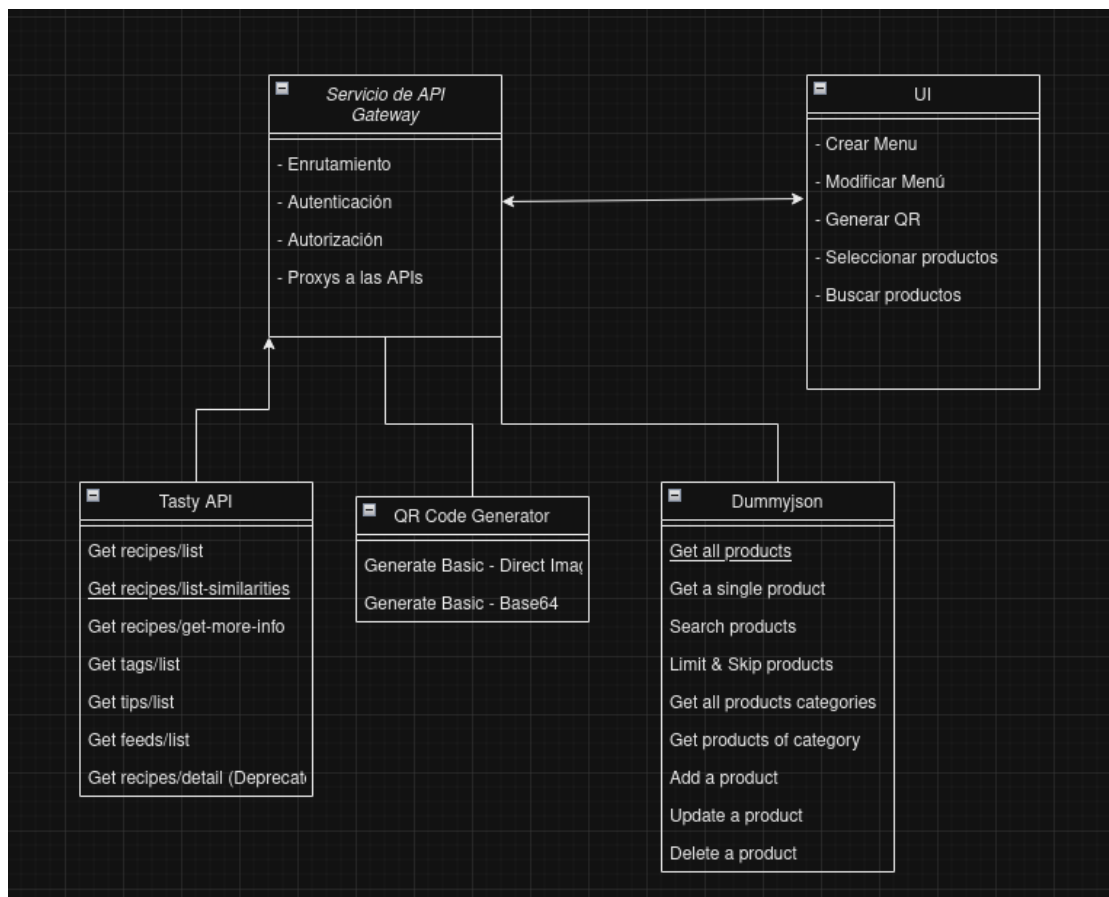 Servicio de API
Gateway
- Enrutamiento
- Autenticación
- Autorización
- Proxys a las APIs
UI
- Crear Menu
- Modificar Menú
- Generar QR
- Seleccionar productos
- Buscar productos
Tasty API
Get recipes/list
Get recipes/list-similarities
Get recipes/get-more-info
Get tags/list
Get tips/list
Get feeds/list
Get recipes/detail (Deprecat
QR Code Generator
Generate Basic - Direct Imag
Generate Basic - Base64
Dummyjson
Get all products
Get a single product
Search products
Limit & Skip products
Get all products categories
Get products of category
Add a product
Update a product
Delete a product